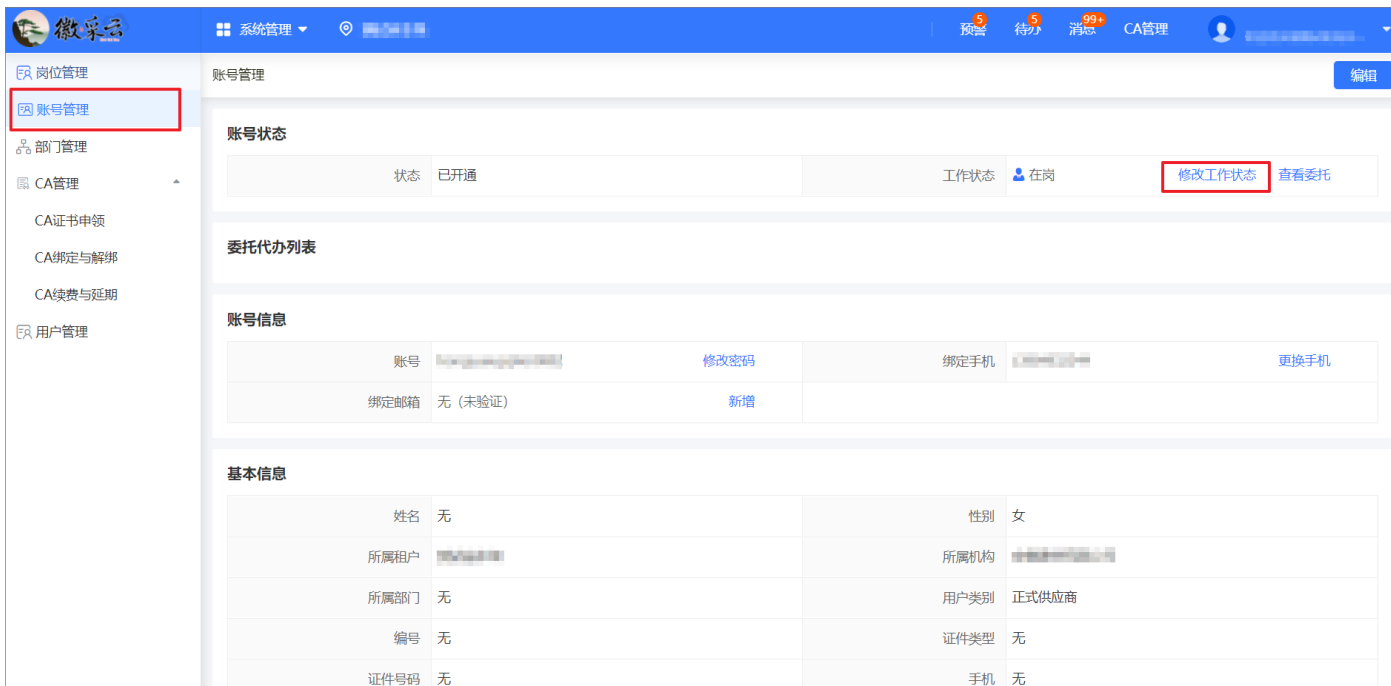 徽采云 系统管理 预警 5 待办 5 消息 99+ CA管理
岗位管理
账号管理
部门管理
CA管理
CA证书申领
CA绑定与解绑
CA续费与延期
用户管理
账号管理 编辑
账号状态
状态 已开通 工作状态 在岗 修改工作状态 查看委托
委托代办列表
账号信息
账号 修改密码 绑定手机 更换手机
绑定邮箱 无（未验证） 新增
基本信息
姓名 无 性别 女
所属租户 所属机构
所属部门 无 用户类别 正式供应商
编号 无 证件类型 无
证件号码 无 手机 无